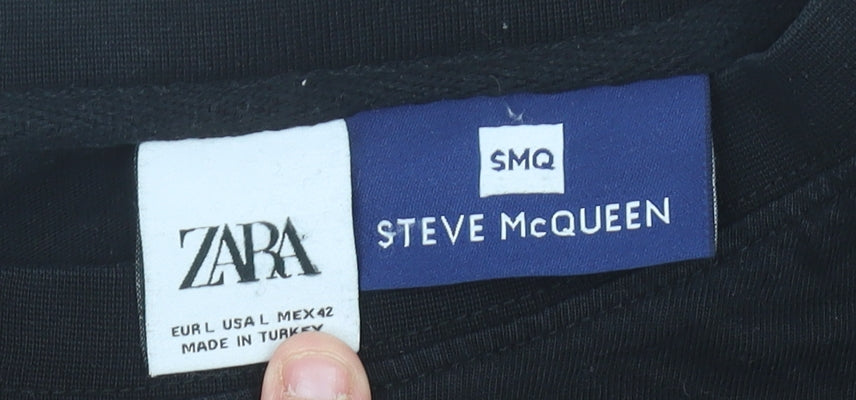 ZARA
EUR L USA L MEX 42
MADE IN TURKEY
SMQ
STEVE McQUEEN